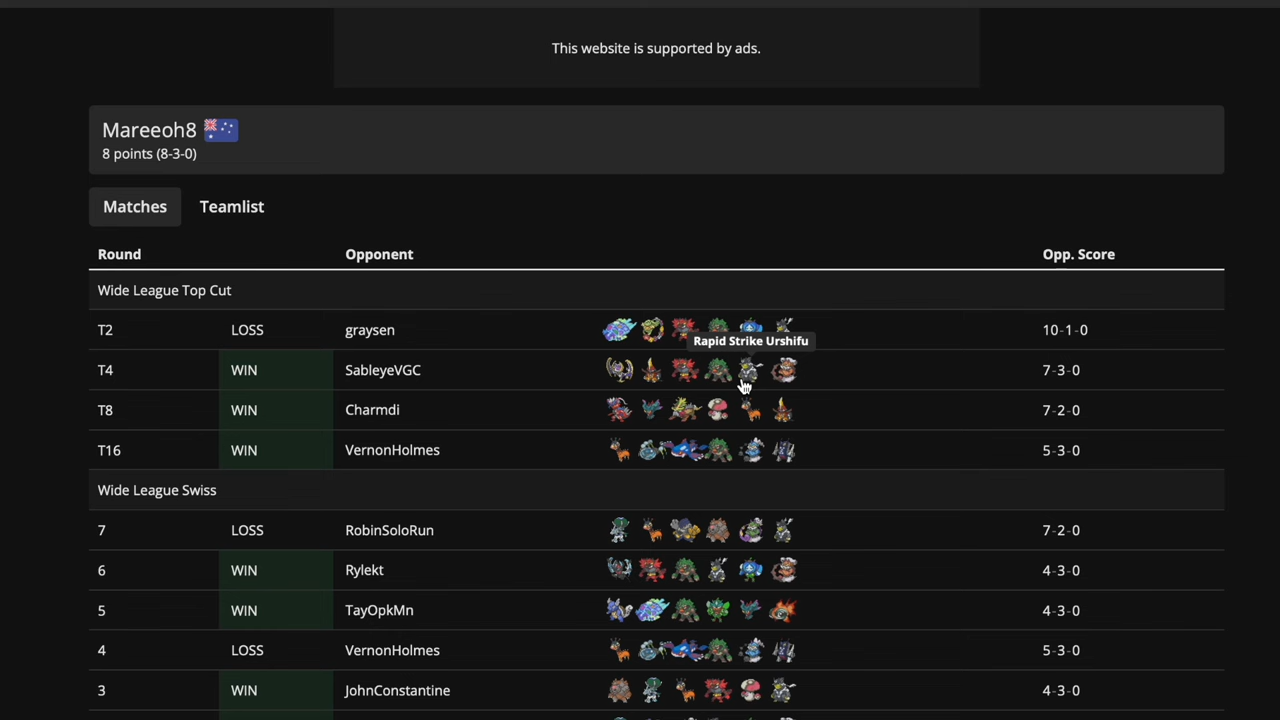 This website is supported by ads.
Mareeoh8
8 points (8-3-0)
Matches Teamlist
Round Opponent Opp. Score
Wide League Top Cut
T2 LOSS graysen 10-1-0
Rapid Strike Urshifu
T4 WIN SableyeVGC 7-3-0
T8 WIN Charmdi 7-2-0
T16 WIN VernonHolmes 5-3-0
Wide League Swiss
7 LOSS RobinSoloRun 7-2-0
6 WIN Rylekt 4-3-0
5 WIN TayOpkMn 4-3-0
4 LOSS VernonHolmes 5-3-0
3 WIN JohnConstantine 4-3-0